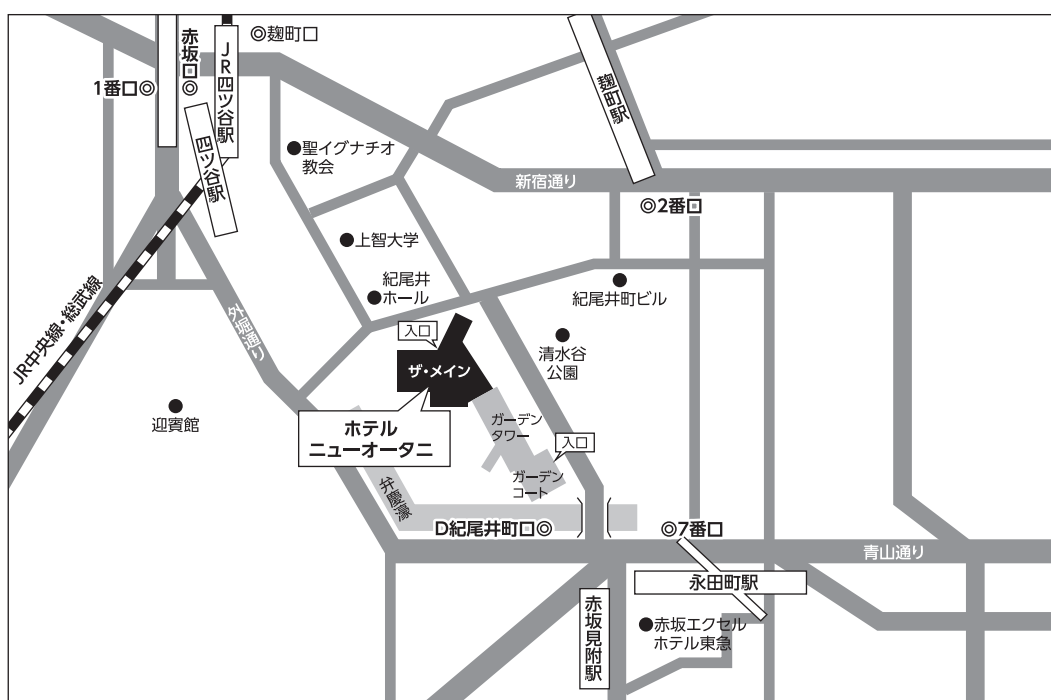 ◎麹町口
赤坂口
◎
JR四ツ谷駅
1番口◎
麹町駅
四ツ谷駅
●聖イグナチオ
教会
新宿通り
◎2番口
●上智大学
紀尾井
●ホール
紀尾井町ビル
JR中央線・総武線
外堀通り
入口
清水谷
公園
ザ・メイン
迎賓館
ホテル
ニューオータニ
ガーデン
タワー
入口
ガーデン
コート
弁慶濠
D紀尾井町口◎
◎7番口
青山通り
永田町駅
赤坂見附駅
●赤坂エクセル
ホテル東急